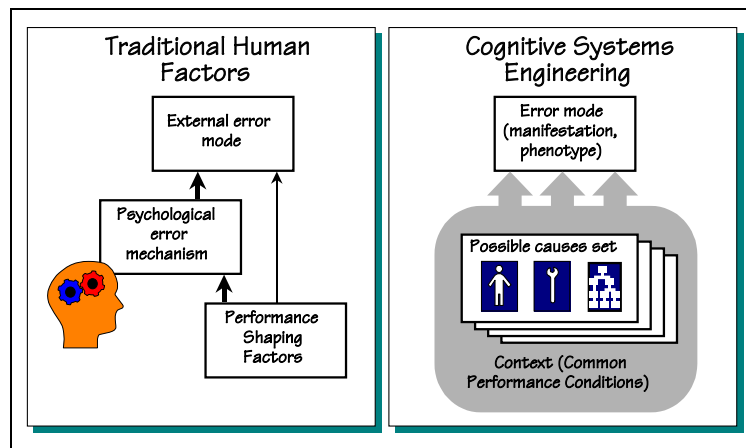 Traditional Human
Factors
External error
mode
Psychological
error
mechanism
Performance
Shaping
Factors
Cognitive Systems
Engineering
Error mode
(manifestation,
phenotype)
Possible causes set
Context (Common
Performance Conditions)